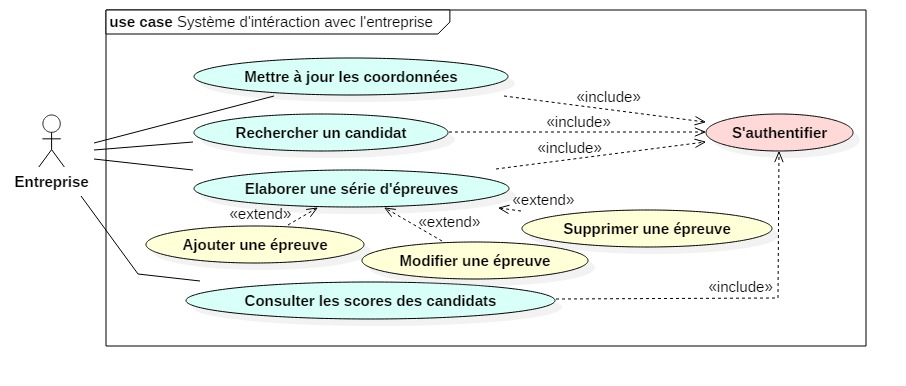 use case Système d'intéraction avec l'entreprise
Mettre à jour les coordonnées
«include»
Rechercher un candidat
«include»
S'authentifier
«include»
Entreprise
Elaborer une série d'épreuves
«extend»
«extend»
«extend»
Ajouter une épreuve
Modifier une épreuve
Supprimer une épreuve
Consulter les scores des candidats
«include»